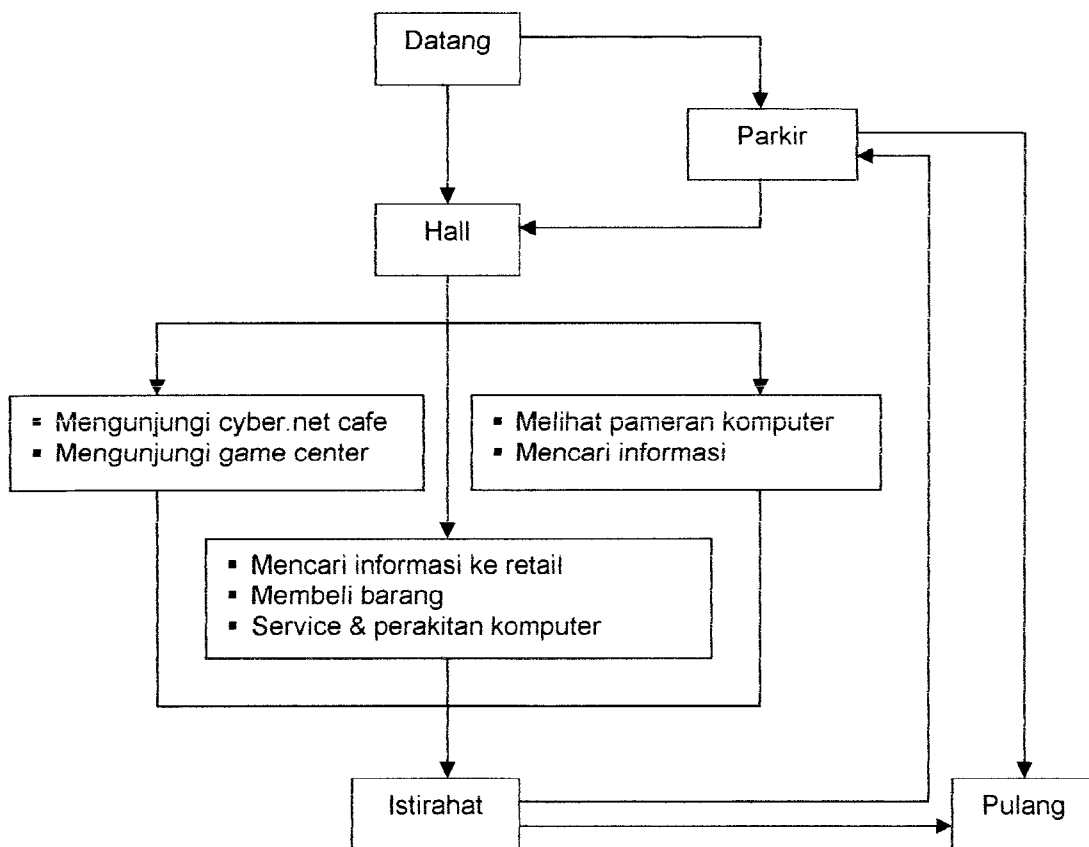 Datang
Parkir
Hall
▪ Mengunjungi cyber.net cafe
▪ Mengunjungi game center
▪ Melihat pameran komputer
▪ Mencari informasi
▪ Mencari informasi ke retail
▪ Membeli barang
▪ Service & perakitan komputer
Istirahat
Pulang